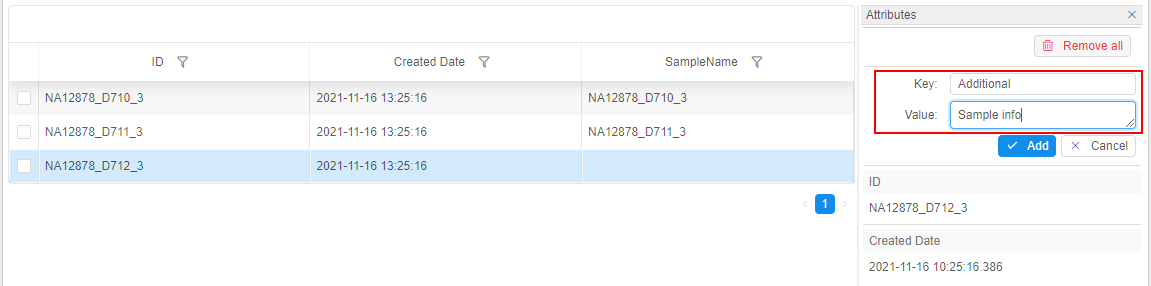 Attributes
Remove all
ID Created Date SampleName
NA12878_D710_3 2021-11-16 13:25:16 NA12878_D710_3
NA12878_D711_3 2021-11-16 13:25:16 NA12878_D711_3
NA12878_D712_3 2021-11-16 13:25:16
1
Key: Additional
Value: Sample info
Add Cancel
ID
NA12878_D712_3
Created Date
2021-11-16 10:25:16.386